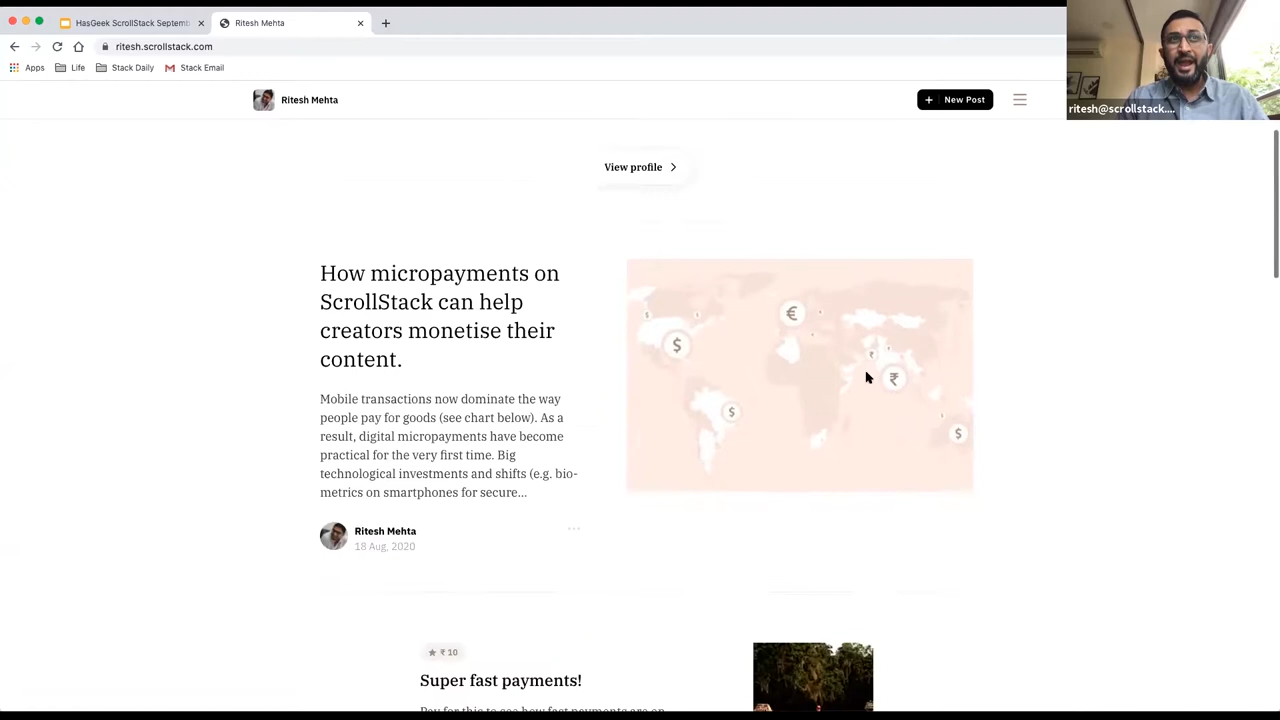 HasGeek ScrollStack Septemb
Ritesh Mehta
ritesh.scrollstack.com
Apps
Life
Stack Daily
Stack Email
ritesh@scrollstack....
Ritesh Mehta
+ New Post
View profile >
How micropayments on
ScrollStack can help
creators monetise their
content.
Mobile transactions now dominate the way
people pay for goods (see chart below). As a
result, digital micropayments have become
practical for the very first time. Big
technological investments and shifts (e.g. bio-
metrics on smartphones for secure...
Ritesh Mehta
18 Aug, 2020
$
€
₹
$
₹
$
$
★ ₹ 10
Super fast payments!